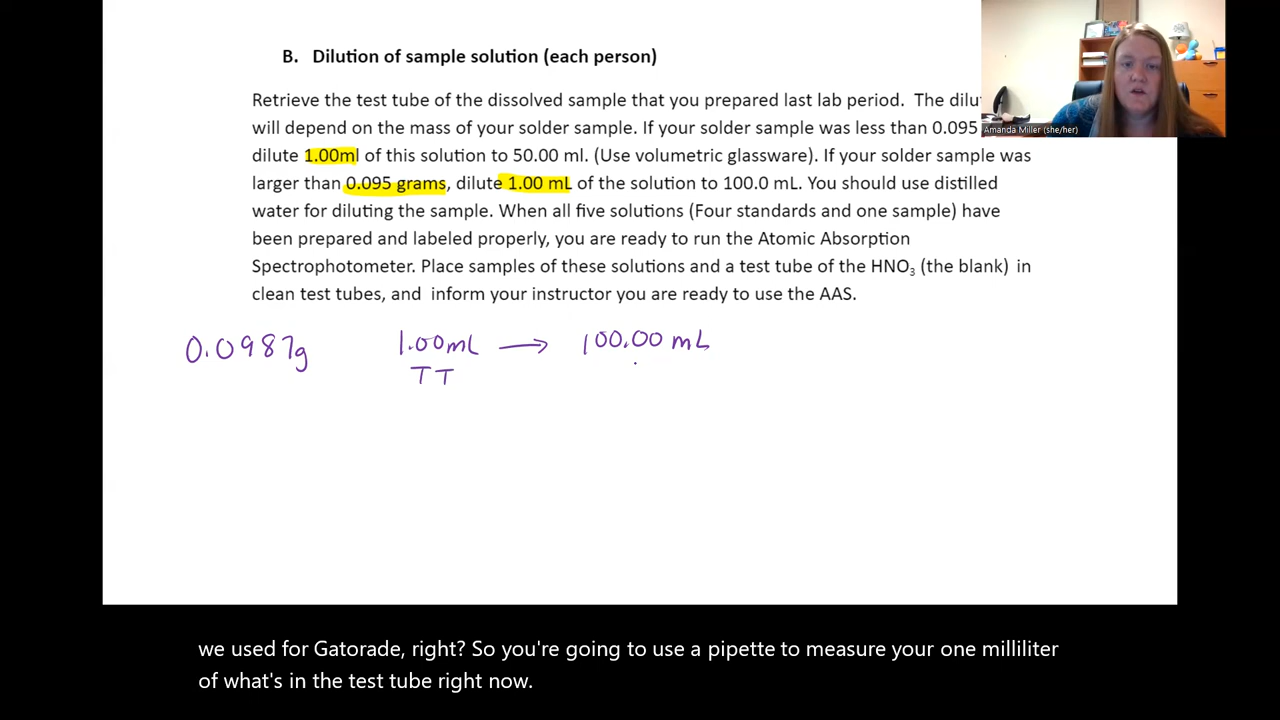 B. Dilution of sample solution (each person)
Retrieve the test tube of the dissolved sample that you prepared last lab period. The dilut
will depend on the mass of your solder sample. If your solder sample was less than 0.095
dilute 1.00ml of this solution to 50.00 ml. (Use volumetric glassware). If your solder sample was
larger than 0.095 grams, dilute 1.00 mL of the solution to 100.0 mL. You should use distilled
water for diluting the sample. When all five solutions (Four standards and one sample) have
been prepared and labeled properly, you are ready to run the Atomic Absorption
Spectrophotometer. Place samples of these solutions and a test tube of the HNO₃ (the blank) in
clean test tubes, and inform your instructor you are ready to use the AAS.
Amanda Miller (she/her)
0.0987g 1.00mL → 100.00 mL
TT
we used for Gatorade, right? So you're going to use a pipette to measure your one milliliter
of what's in the test tube right now.